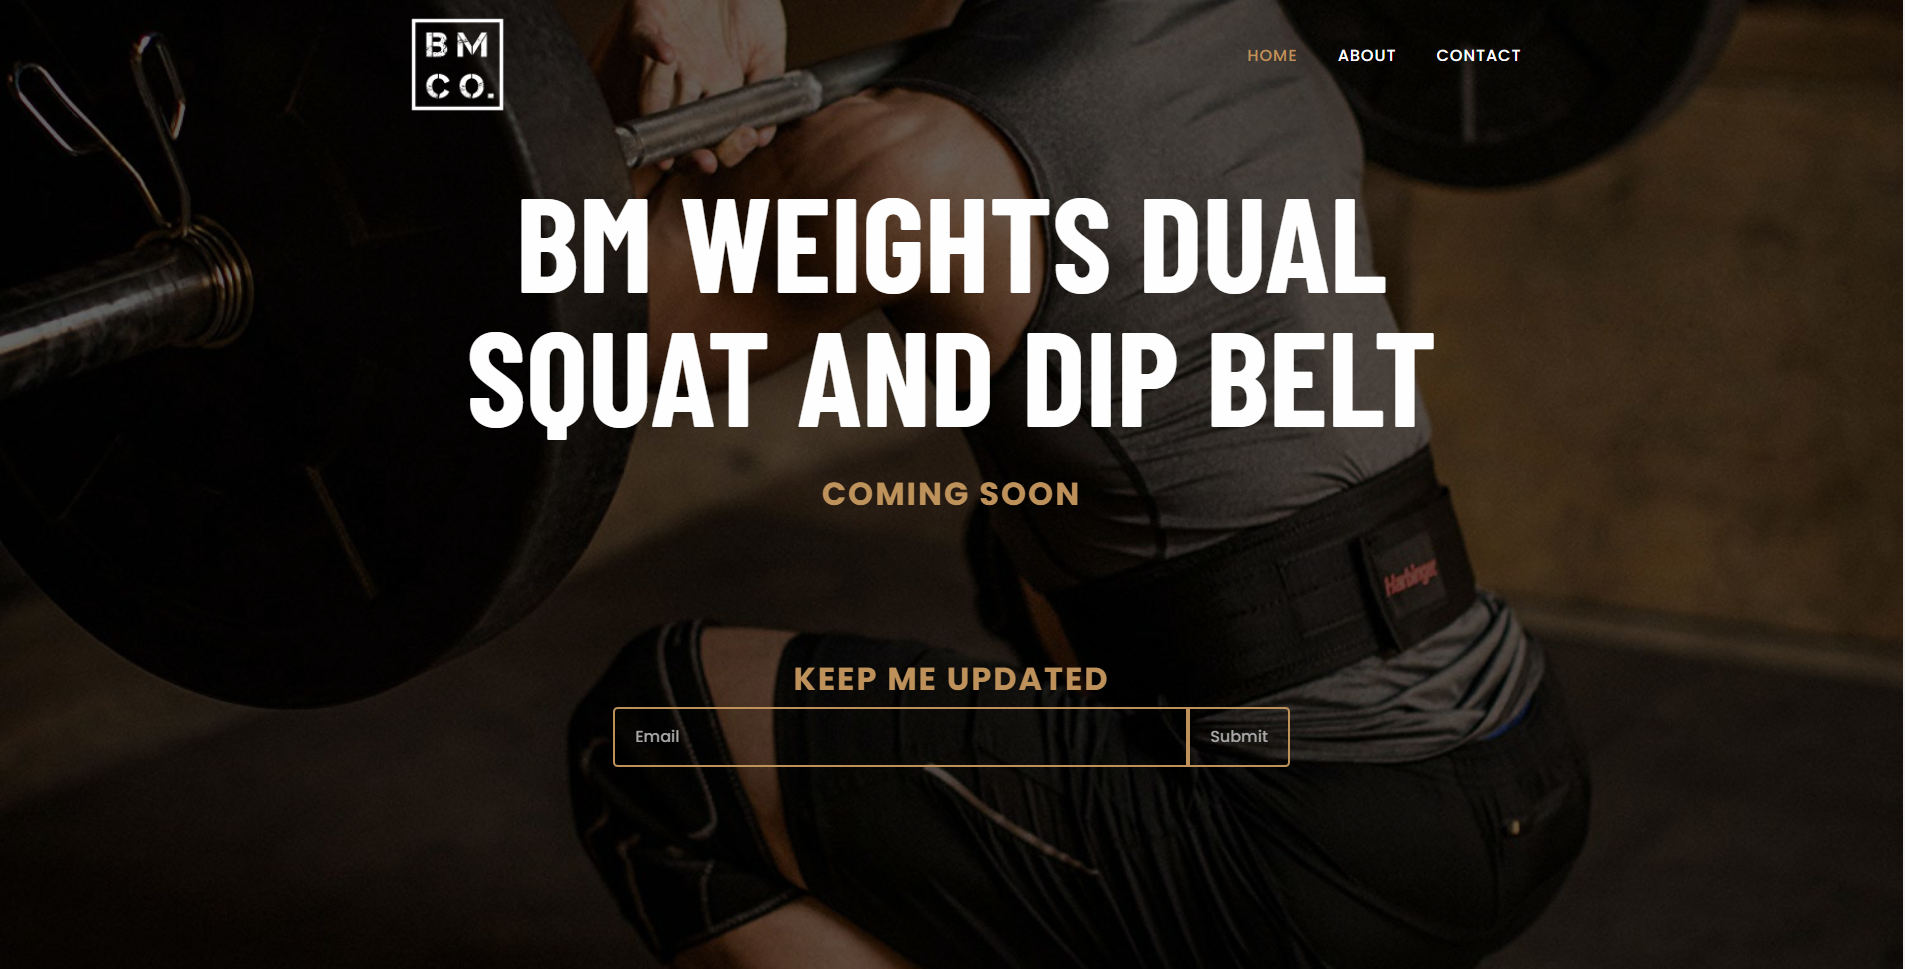 BM
CO.
HOME ABOUT CONTACT
BM WEIGHTS DUAL
SQUAT AND DIP BELT
COMING SOON
Harbinger
KEEP ME UPDATED
Email Submit